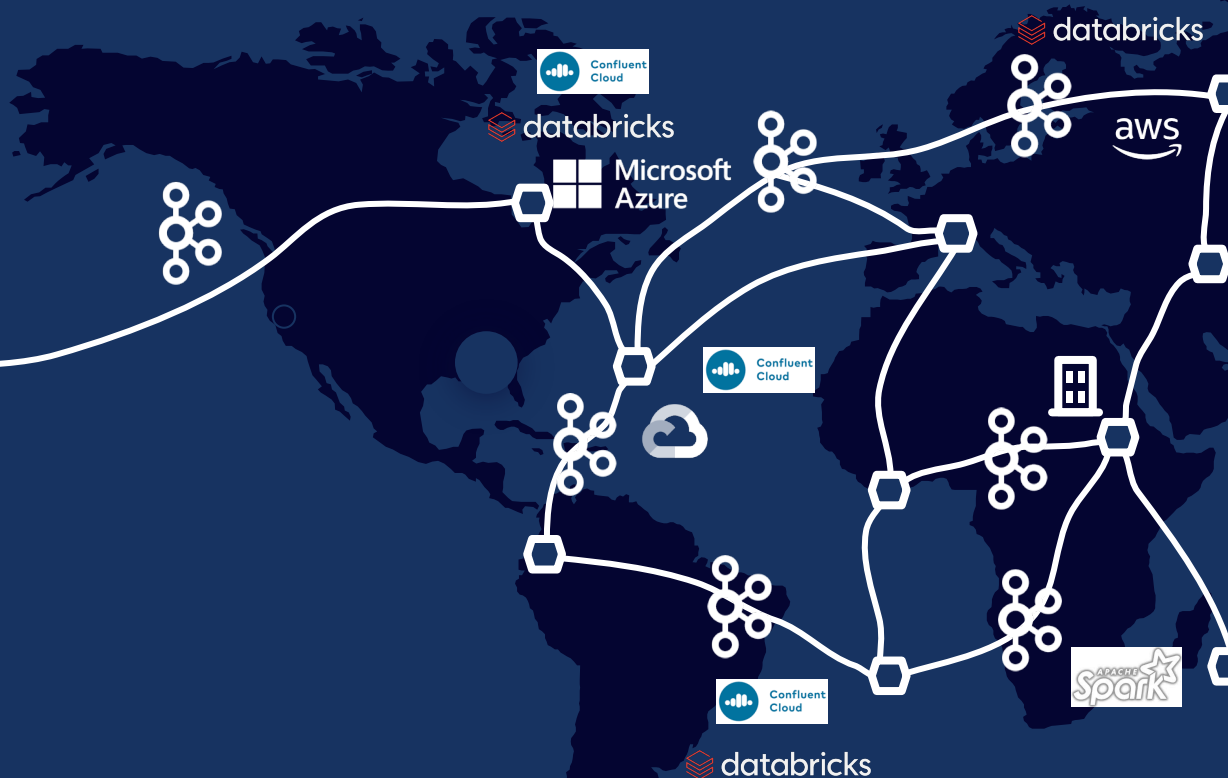 databricks
Confluent
Cloud
databricks
aws
Microsoft
Azure
Confluent
Cloud
APACHE
Spark
Confluent
Cloud
databricks